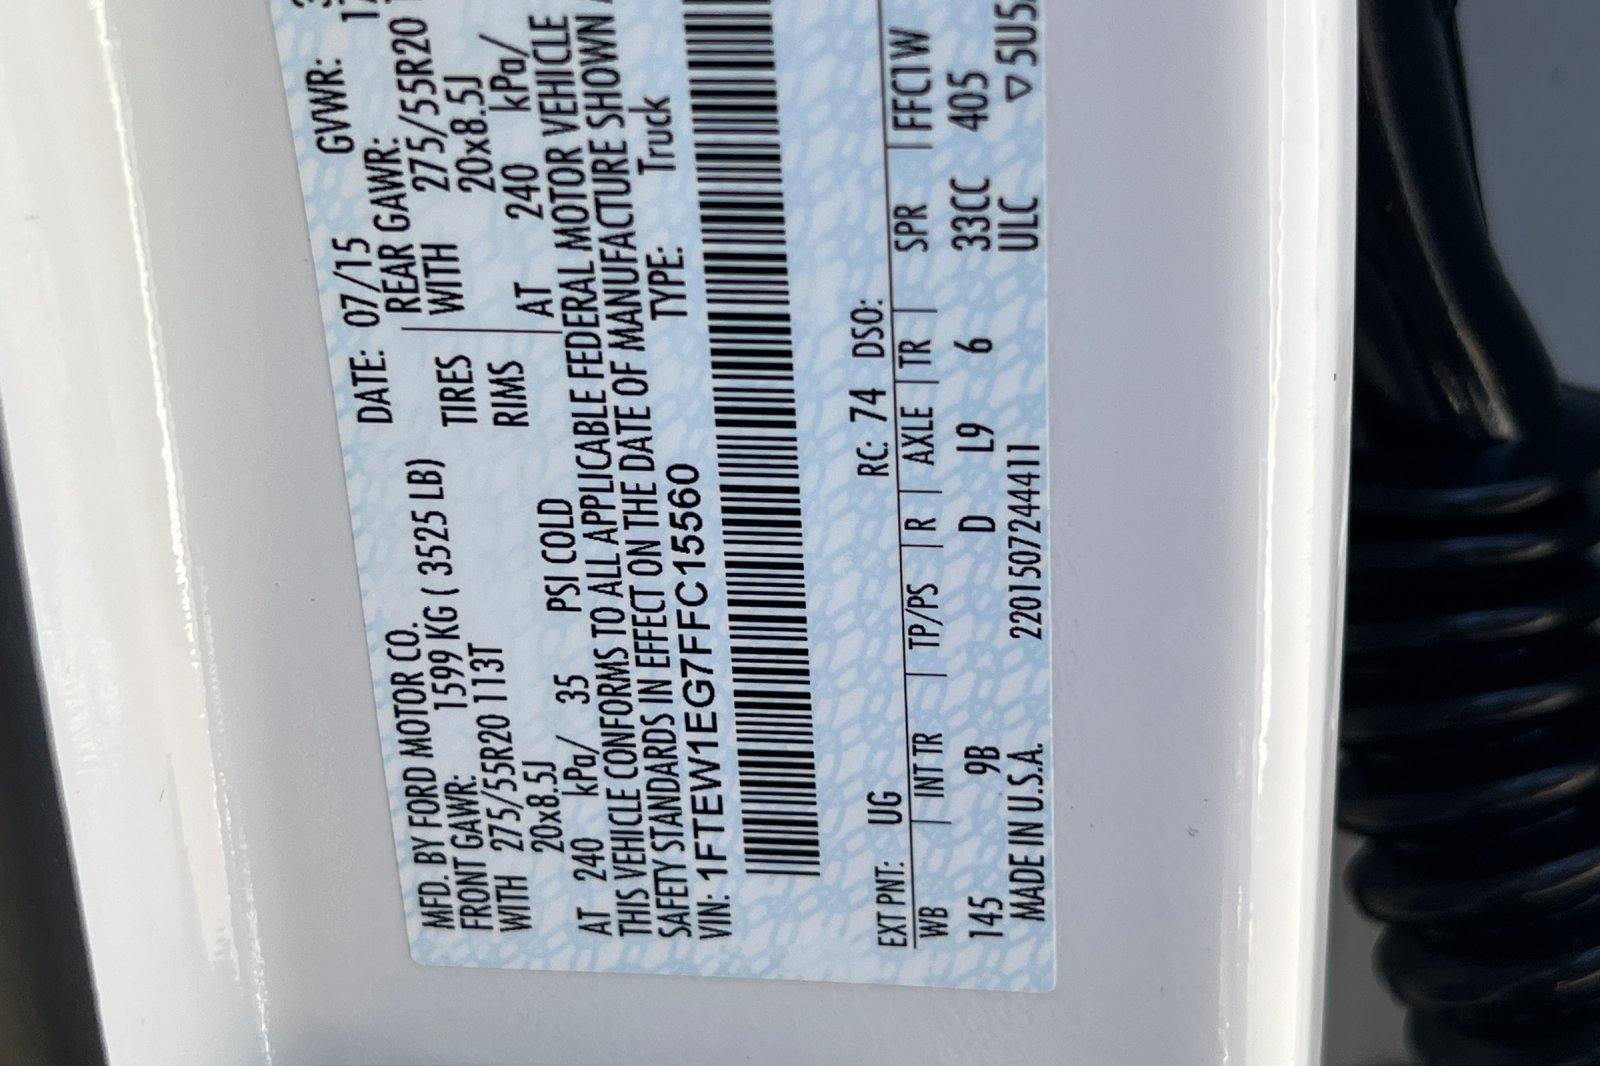 MFD. BY FORD MOTOR CO.
DATE: 07/15 GVWR:
FRONT GAWR: 1599 KG ( 3525 LB)
REAR GAWR:
WITH 275/55R20 113T
TIRES
WITH 275/55R20
20x8.5J
RIMS
20x8.5J
AT 240 kPa/ 35 PSI COLD
AT 240 kPa/
THIS VEHICLE CONFORMS TO ALL APPLICABLE FEDERAL MOTOR VEHICLE
SAFETY STANDARDS IN EFFECT ON THE DATE OF MANUFACTURE SHOWN
VIN: 1FTEW1EG7FFC15560
TYPE: Truck
EXT PNT: UG RC: 74 DSO:
WB | INT TR | TP/PS | R | AXLE | TR | SPR | FFC1W
145 9B D L9 6 33CC 405
MADE IN U.S.A. 220150724411 ULC ▽5U5